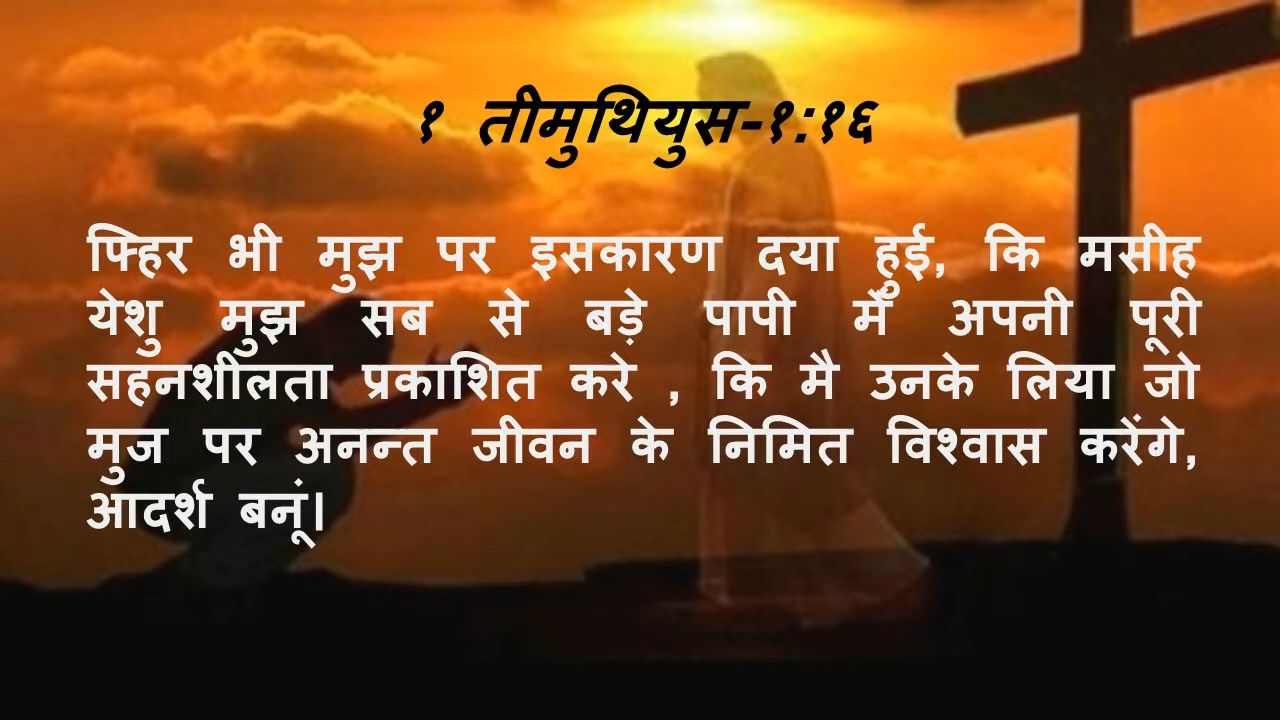 १ तीमुथियुस-१:१६
फ्हिर भी मुझ पर इसकारण दया हुई, कि मसीह
येशु मुझ सब से बड़े पापी में अपनी पूरी
सहनशीलता प्रकाशित करे , कि मै उनके लिया जो
मुज पर अनन्त जीवन के निमित विश्वास करेंगे,
आदर्श बनूं।